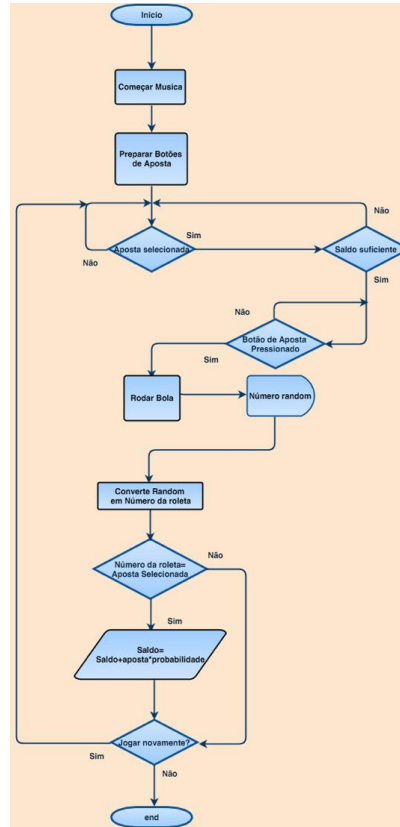 Inicio
Começar Musica
Preparar Botões
de Aposta
Aposta selecionada
Sim
Não
Saldo suficiente
Não
Sim
Botão de Aposta
Pressionado
Não
Sim
Rodar Bola
Número random
Converte Random
em Número da roleta
Número da roleta=
Aposta Selecionada
Não
Sim
Saldo=
Saldo+aposta*probabilidade
Jogar novamente?
Sim
Não
end